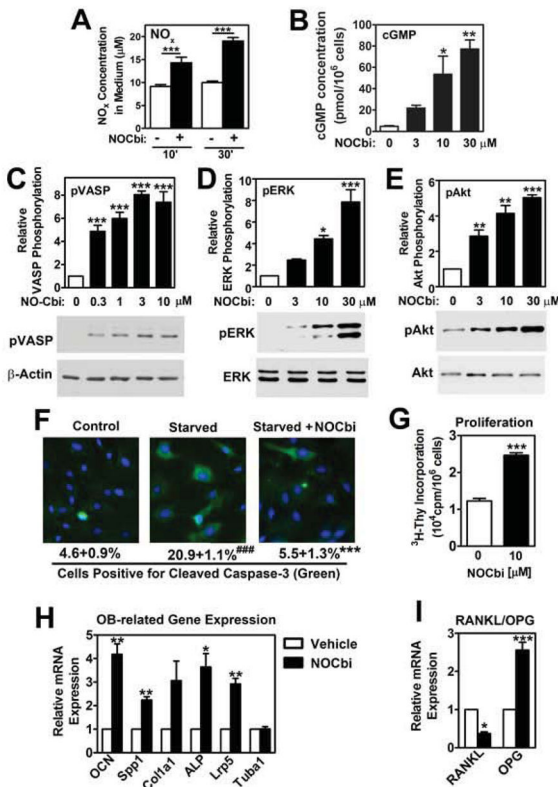 A
NOx
NOx Concentration
in Medium (μM)
20
15
10
5
0
***
***
NOCbi
- + - +
10' 30'
B
cGMP
cGMP concentration
(pmol/10^6 cells)
100
80
60
40
20
0
* **
NOCbi: 0 3 10 30 μM
C
pVASP
Relative
VASP Phosphorylation
8
6
4
2
0
*** *** *** ***
NO-Cbi: 0 0.3 1 3 10 μM
pVASP
β-Actin
D
pERK
Relative
ERK Phosphorylation
10
8
6
4
2
0
* ***
NOCbi: 0 3 10 30 μM
pERK
ERK
E
pAkt
Relative
Akt Phosphorylation
6
4
2
0
** ** ***
NOCbi: 0 3 10 30 μM
pAkt
Akt
F
Control Starved Starved + NOCbi
4.6+0.9% 20.9+1.1%### 5.5+1.3%***
Cells Positive for Cleaved Caspase-3 (Green)
G
Proliferation
3H-Thy Incorporation
(10^4cpm/10^6 cells)
3
2
1
0
***
0 10
NOCbi [μM]
H
OB-related Gene Expression
Relative mRNA
Expression
5
4
3
2
1
0
** ** * **
Vehicle
NOCbi
OCN Spp1 Col1a1 ALP Lrp5 Tuba1
I
RANKL/OPG
Relative mRNA
Expression
3
2
1
0
* ***
RANKL OPG